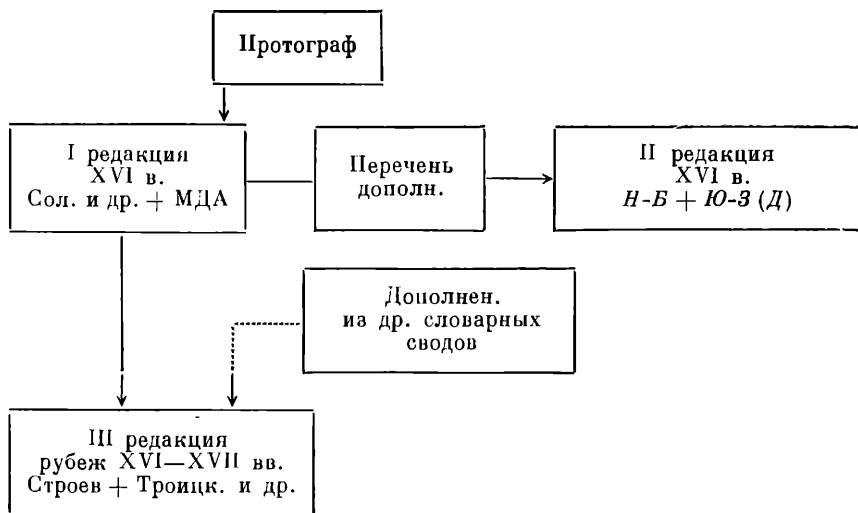 Протограф
I редакция
XVI в.
Сол. и др. + МДА
Перечень
дополн.
II редакция
XVI в.
Н-Б + Ю-З (Д)
Дополнен.
из др. словарных
сводов
III редакция
рубеж XVI—XVII вв.
Строев + Троицк. и др.